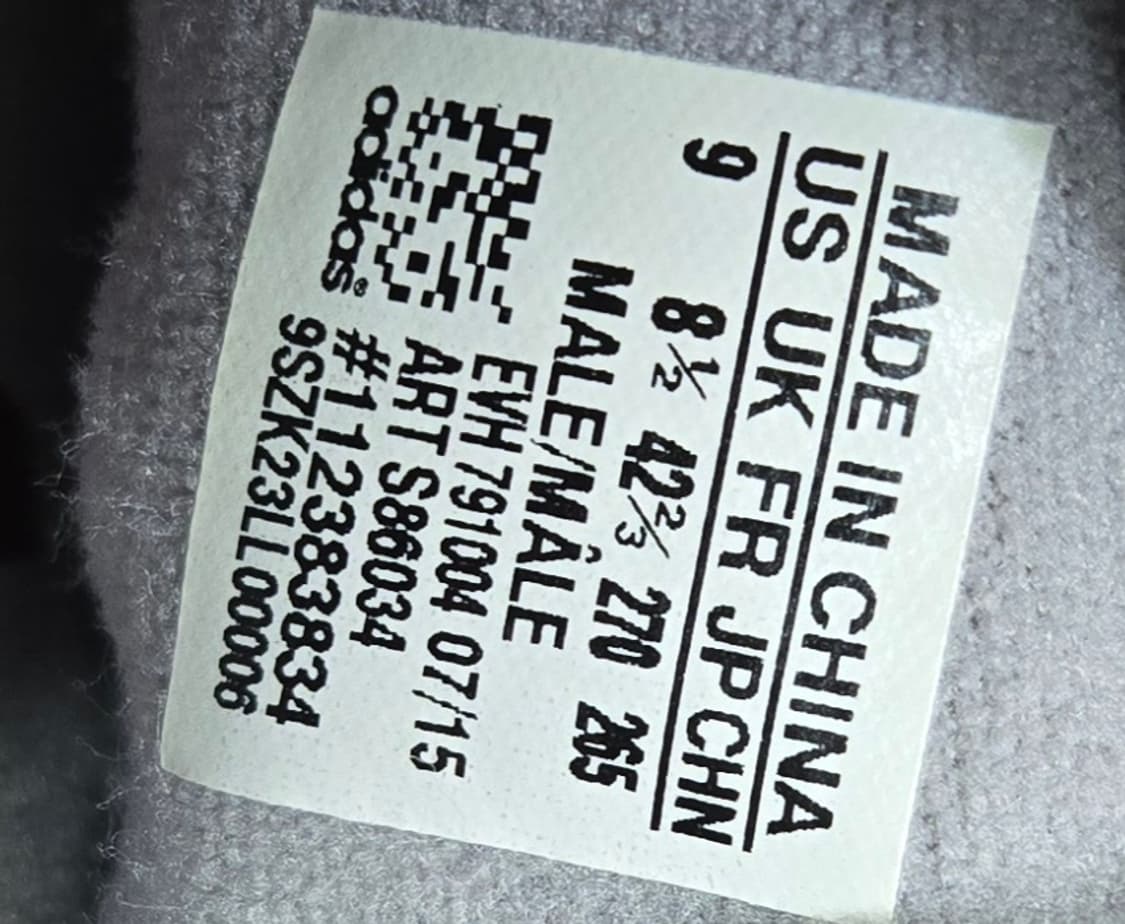 MADE IN CHINA
US UK FR JP CHN
9 8½ 42⅔ 270 265
MALE/MÂLE
EVH 791004 07/15
ART S86034
#112383834
adidas®
9SZK23LL00006